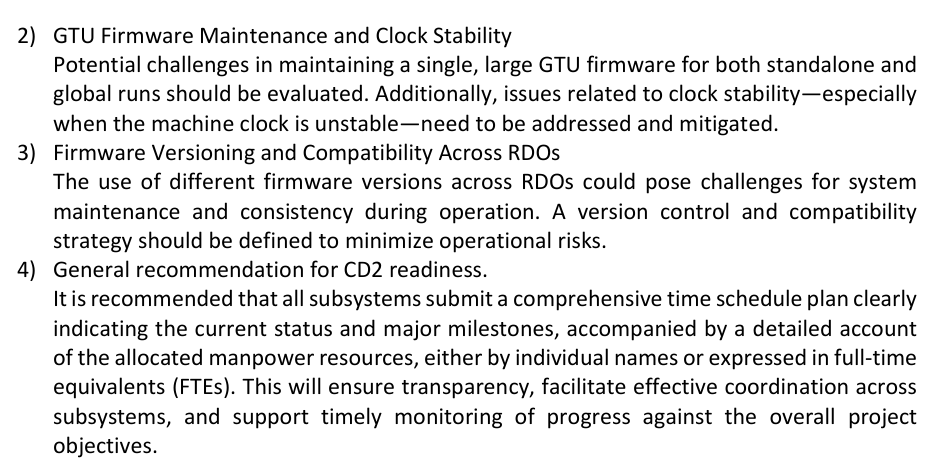 2) GTU Firmware Maintenance and Clock Stability
Potential challenges in maintaining a single, large GTU firmware for both standalone and
global runs should be evaluated. Additionally, issues related to clock stability—especially
when the machine clock is unstable—need to be addressed and mitigated.
3) Firmware Versioning and Compatibility Across RDOs
The use of different firmware versions across RDOs could pose challenges for system
maintenance and consistency during operation. A version control and compatibility
strategy should be defined to minimize operational risks.
4) General recommendation for CD2 readiness.
It is recommended that all subsystems submit a comprehensive time schedule plan clearly
indicating the current status and major milestones, accompanied by a detailed account
of the allocated manpower resources, either by individual names or expressed in full-time
equivalents (FTEs). This will ensure transparency, facilitate effective coordination across
subsystems, and support timely monitoring of progress against the overall project
objectives.